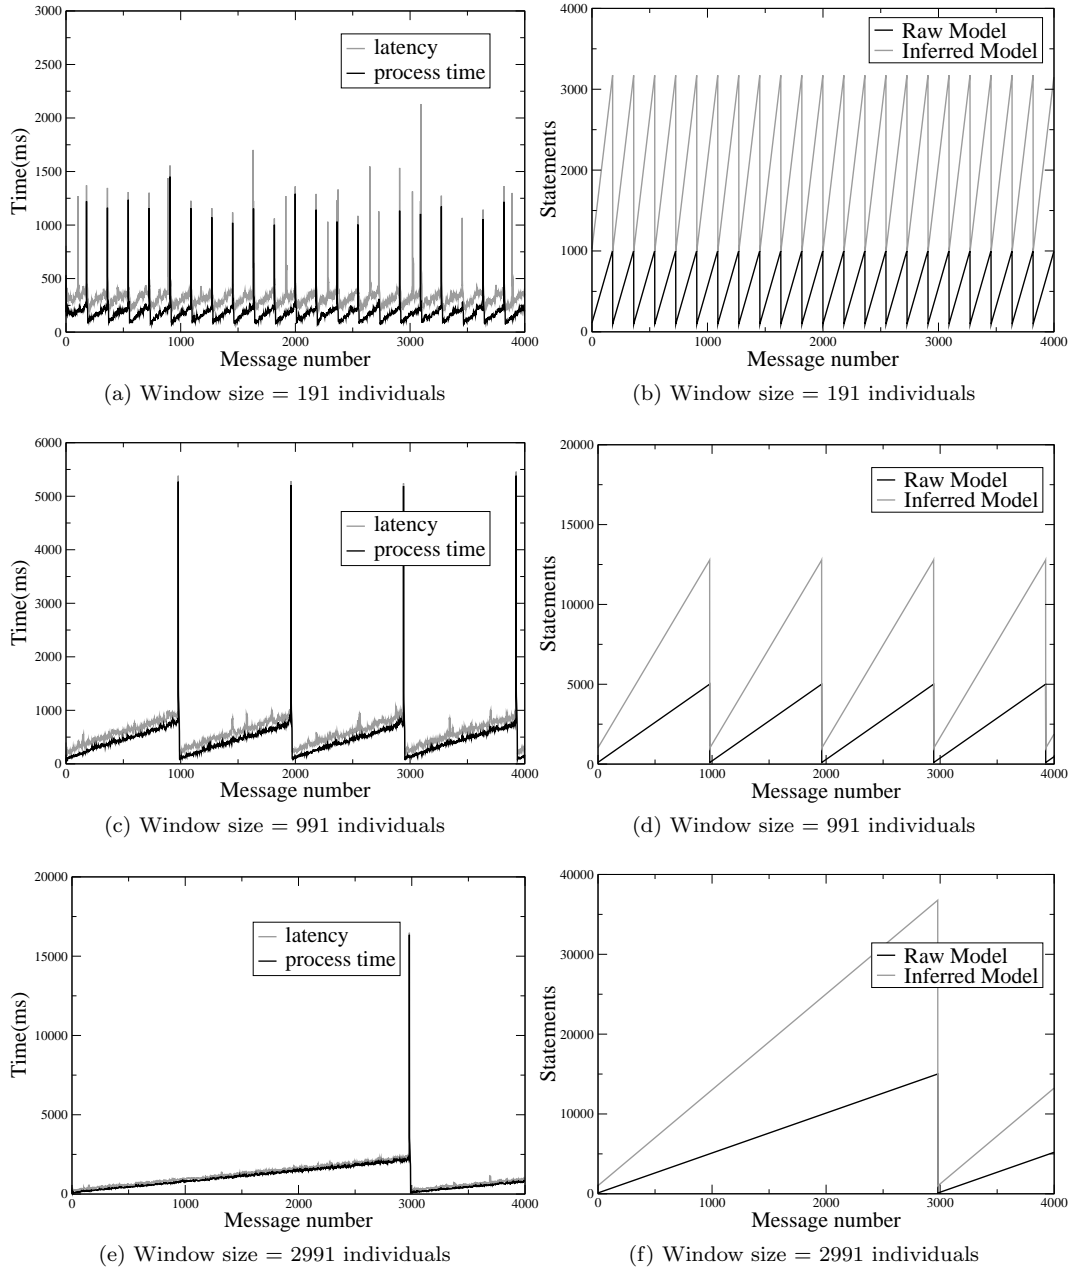 3000
2500
2000
1500
1000
500
0
Time(ms)
latency
process time
0 1000 2000 3000 4000
Message number
(a) Window size = 191 individuals
4000
3000
2000
1000
0
Statements
Raw Model
Inferred Model
0 1000 2000 3000 4000
Message number
(b) Window size = 191 individuals
6000
5000
4000
3000
2000
1000
0
Time(ms)
latency
process time
0 1000 2000 3000 4000
Message number
(c) Window size = 991 individuals
20000
15000
10000
5000
0
Statements
Raw Model
Inferred Model
0 1000 2000 3000 4000
Message number
(d) Window size = 991 individuals
20000
15000
10000
5000
0
Time(ms)
latency
process time
0 1000 2000 3000 4000
Message number
(e) Window size = 2991 individuals
40000
30000
20000
10000
0
Statements
Raw Model
Inferred Model
0 1000 2000 3000 4000
Message number
(f) Window size = 2991 individuals